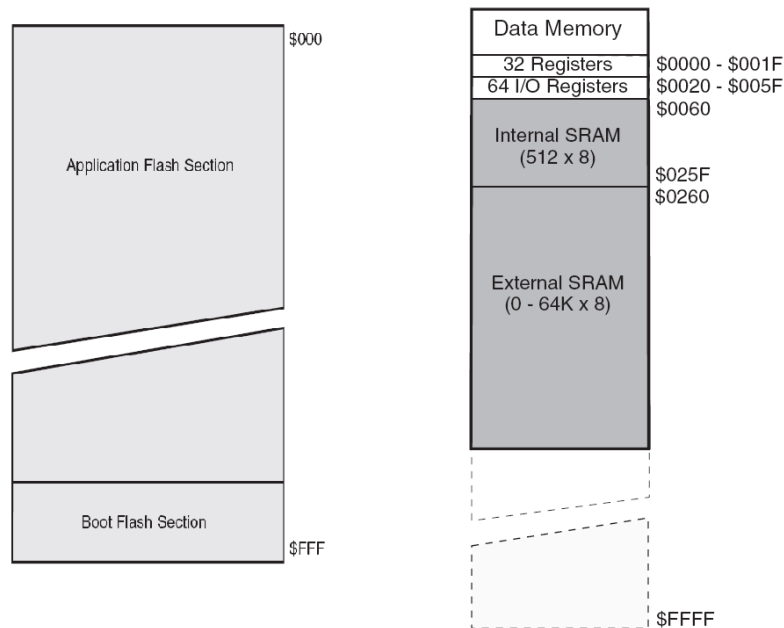 $000
Application Flash Section
Boot Flash Section
$FFF
Data Memory
32 Registers
$0000 - $001F
64 I/O Registers
$0020 - $005F
$0060
Internal SRAM
(512 x 8)
$025F
$0260
External SRAM
(0 - 64K x 8)
$FFFF